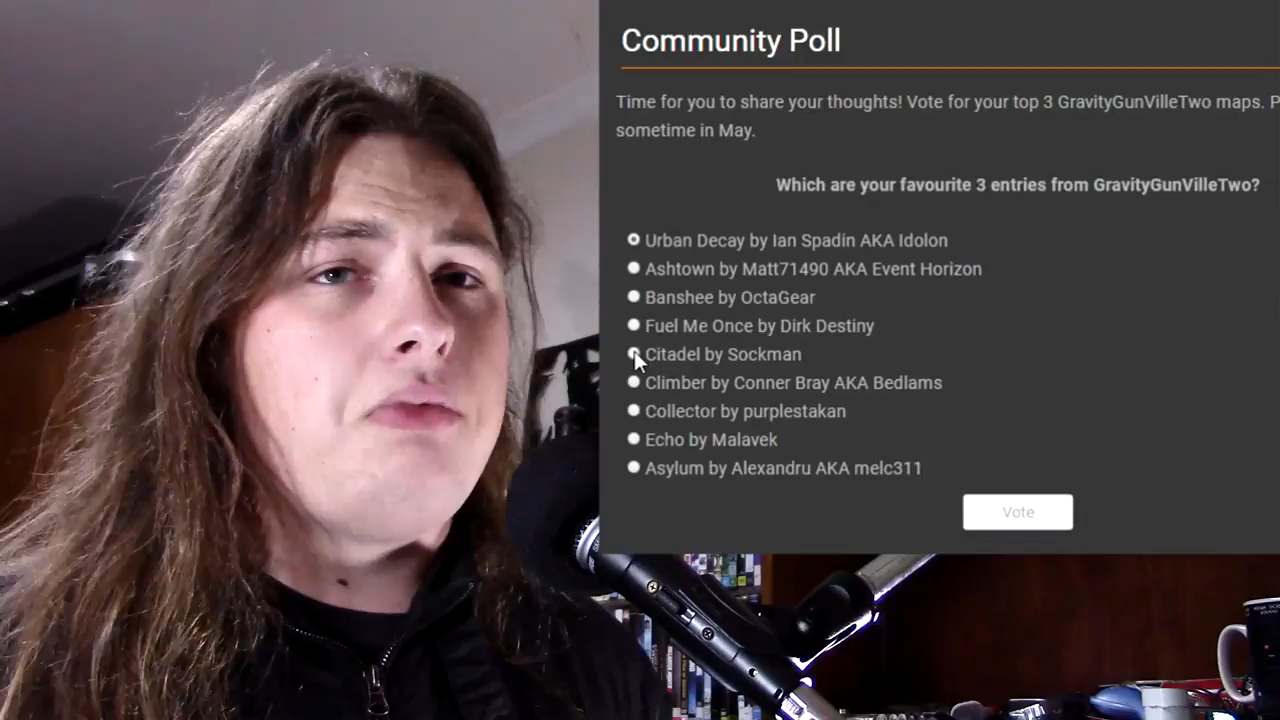 Community Poll
Time for you to share your thoughts! Vote for your top 3 GravityGunVilleTwo maps.
sometime in May.
Which are your favourite 3 entries from GravityGunVilleTwo?
Urban Decay by Ian Spadin AKA Idolon
Ashtown by Matt71490 AKA Event Horizon
Banshee by OctaGear
Fuel Me Once by Dirk Destiny
Citadel by Sockman
Climber by Conner Bray AKA Bedlams
Collector by purplestakan
Echo by Malavek
Asylum by Alexandru AKA melc311
Vote